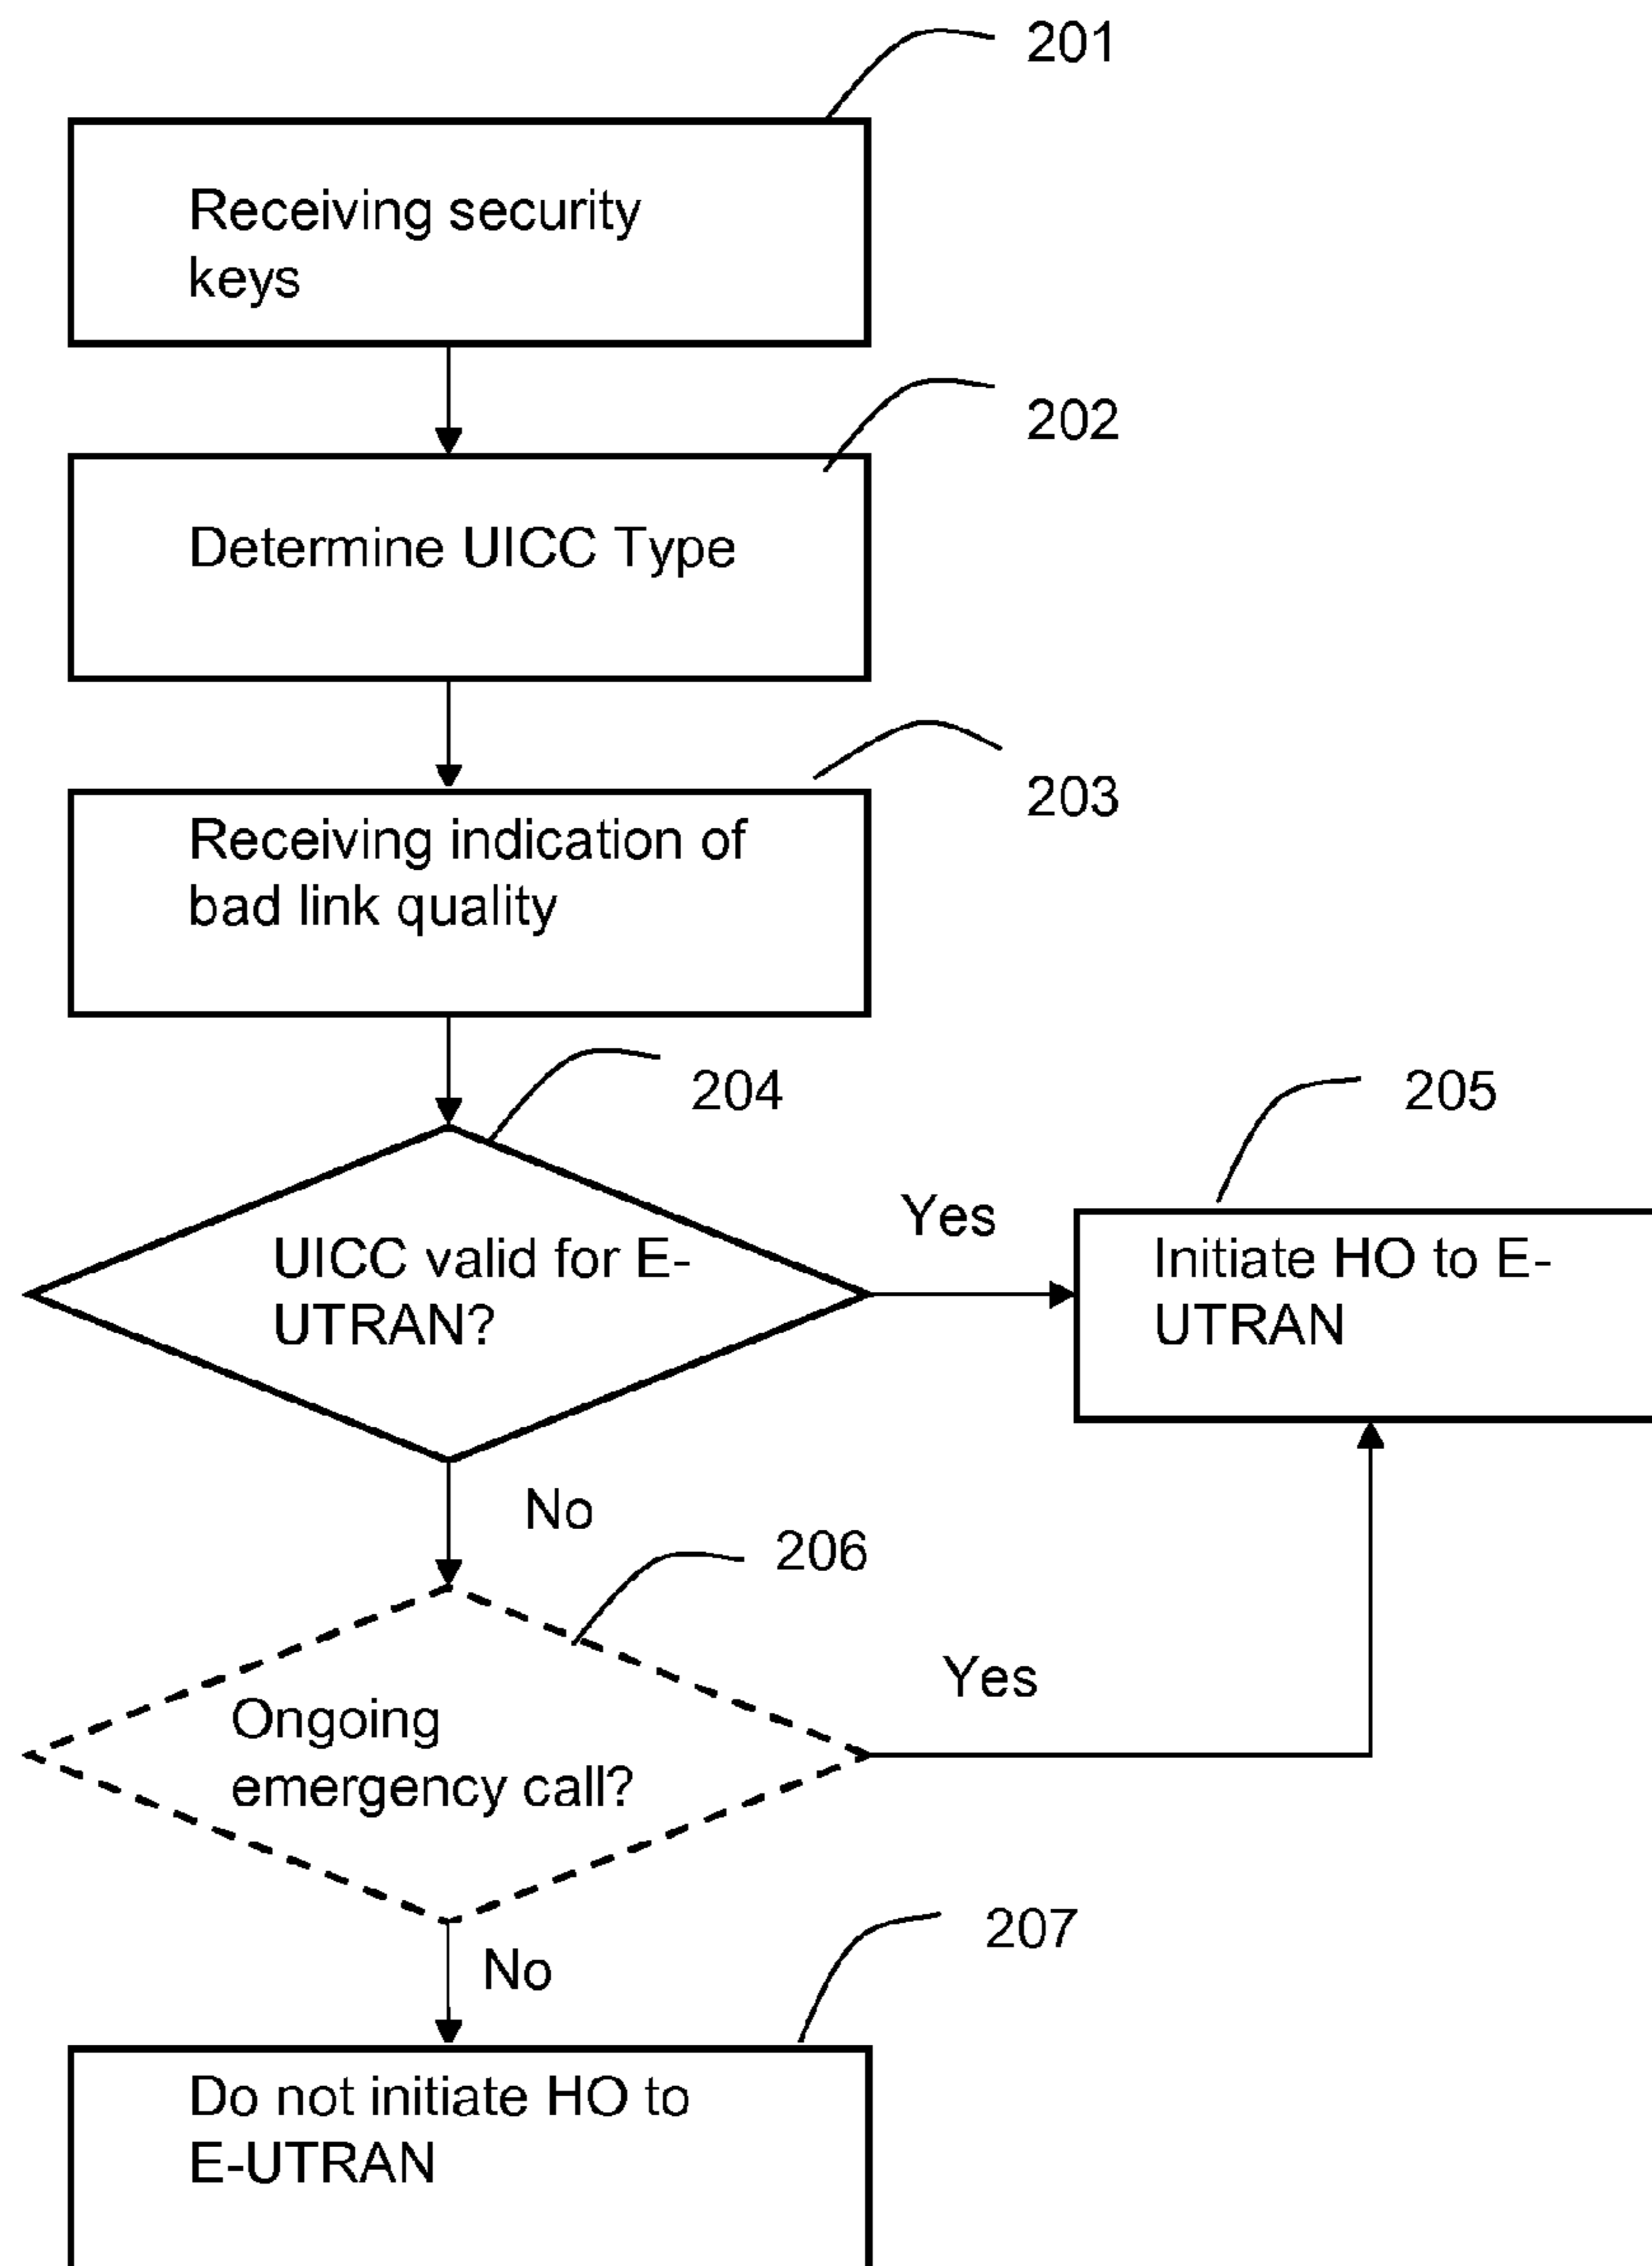 201
Receiving security
keys
202
Determine UICC Type
203
Receiving indication of
bad link quality
204
205
Yes
UICC valid for E-
UTRAN?
Initiate HO to E-
UTRAN
No
206
Yes
Ongoing
emergency call?
207
No
Do not initiate HO to
E-UTRAN